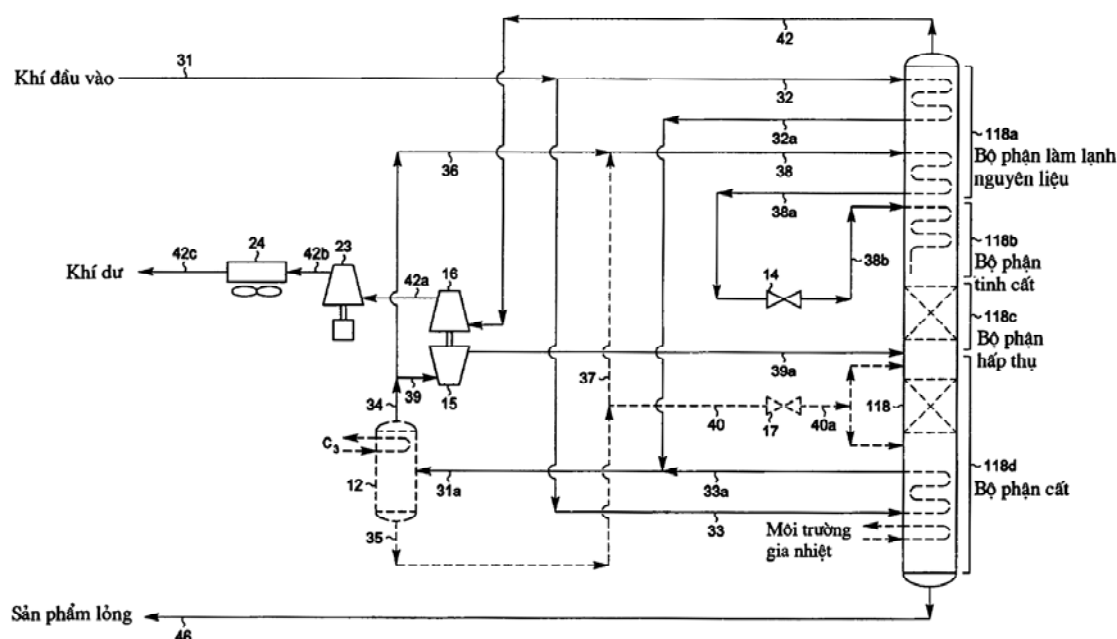 42
31
Khí đầu vào
32
32a
118a
Bộ phận làm lạnh
nguyên liệu
36
38
38a
118b
Bộ phận
tinh cất
38b
42c
24
42b
23
42a
16
14
Khí dư
118c
Bộ phận
hấp thụ
39a
37
34
39
15
118
40
17
40a
118d
Bộ phận cất
C₃
12
31a
33a
33
35
Môi trường
gia nhiệt
Sản phẩm lỏng
46